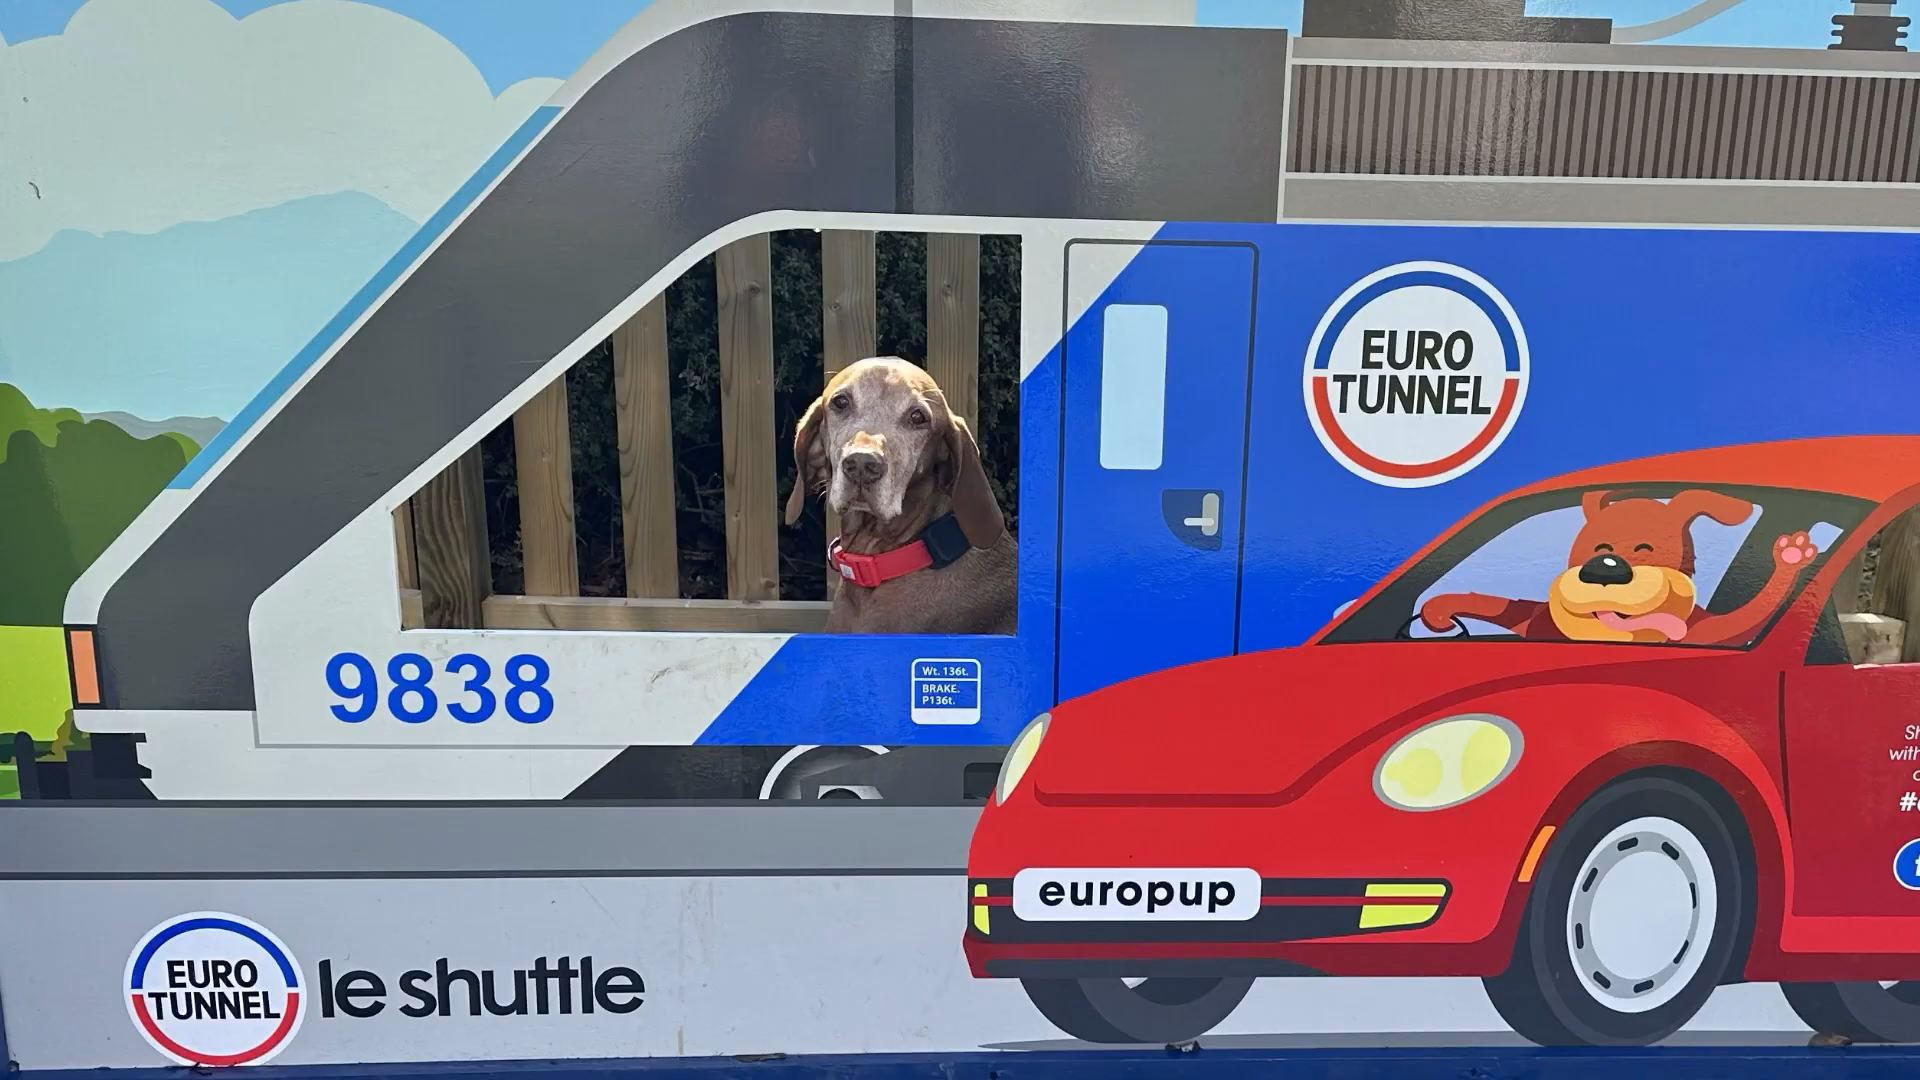 EURO
TUNNEL
9838
Wt. 136t.
BRAKE.
P136t.
europup
EURO
TUNNEL
le shuttle